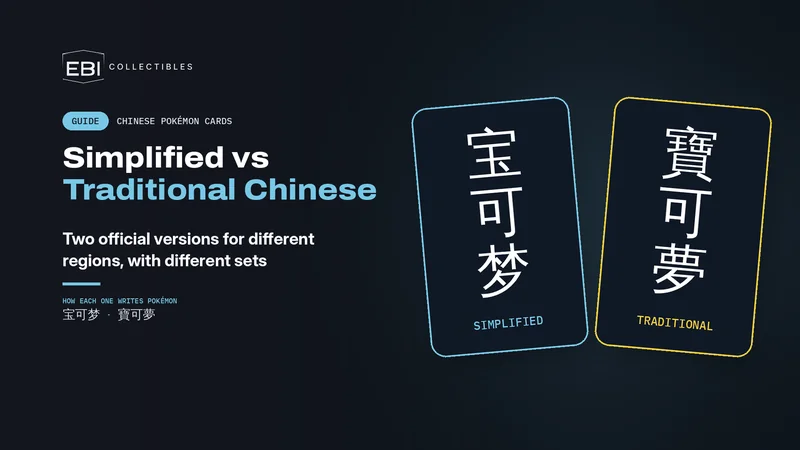 EBI COLLECTIBLES
GUIDE CHINESE POKÉMON CARDS
Simplified vs
Traditional Chinese
Two official versions for different
regions, with different sets
HOW EACH ONE WRITES POKÉMON
宝可梦 · 寶可夢
宝
可
梦
SIMPLIFIED
寶
可
夢
TRADITIONAL